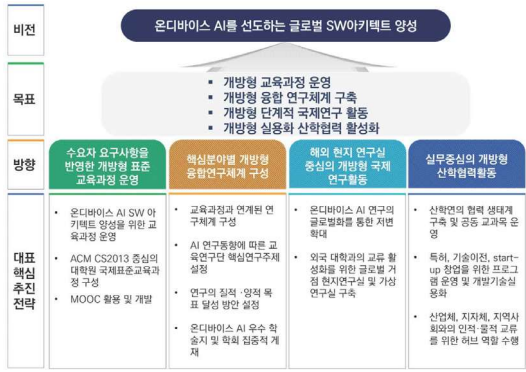 비전
온디바이스 AI를 선도하는 글로벌 SW아키텍트 양성
목표
▪ 개방형 교육과정 운영
▪ 개방형 융합 연구체계 구축
▪ 개방형 단계적 국제연구 활동
▪ 개방형 실용화 산학협력 활성화
방향
수요자 요구사항을
반영한 개방형 표준
교육과정 운영
핵심분야별 개방형
융합연구체계 구성
해외 현지 연구실
중심의 개방형 국제
연구활동
실무중심의 개방형
산학협력활동
대표
핵심
추진
전략
• 온디바이스 AI SW 아
키텍트 양성을 위한 교
육과정 운영
• ACM CS2013 중심의
대학원 국제표준교육과
정 구성
• MOOC 활용 및 개발
• 교육과정과 연계된 연
구체계 구성
• AI 연구동향에 따른 교
육연구단 핵심연구주제
설정
• 연구의 질적·양적 목
표 달성 방안 설정
• 온디바이스 AI 우수 학
술지 및 학회 집중적 게
재
• 온디바이스 AI 연구의
글로벌화를 통한 저변
확대
• 외국 대학과의 교류 활
성화를 위한 글로벌 거
점 현지연구실 및 가상
연구실 구축
• 산학연의 협력 생태계
구축 및 공동 교과목 운
영
• 특허, 기술이전, start-
up 창업을 위한 프로그
램 운영 및 개발기술실
용화
• 산업체, 지자체, 지역사
회와의 인적·물적 교류
를 위한 허브 역할 수행